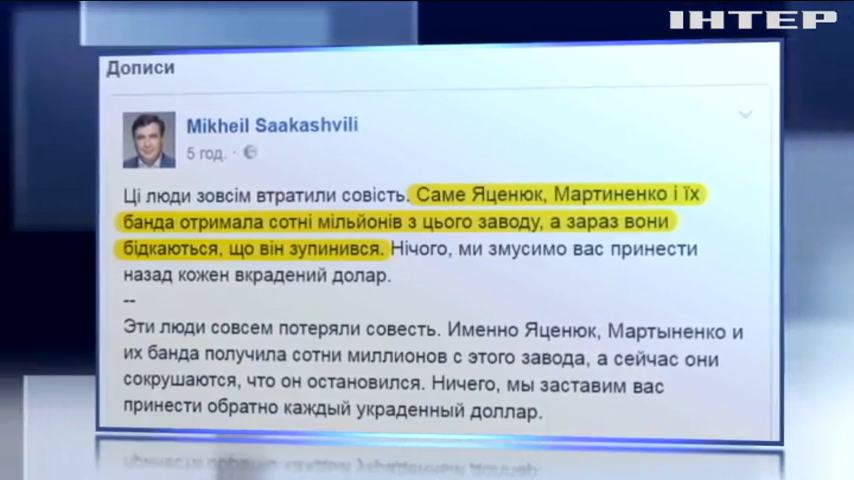 ІНТЕР
Дописи
Mikheil Saakashvili
5 год. ·
Ці люди зовсім втратили совість. Саме Яценюк, Мартиненко і їх
банда отримала сотні мільйонів з цього заводу, а зараз вони
бідкаються, що він зупинився. Нічого, ми змусимо вас принести
назад кожен вкрадений долар.
--
Эти люди совсем потеряли совесть. Именно Яценюк, Мартыненко и
их банда получила сотни миллионов с этого завода, а сейчас они
сокрушаются, что он остановился. Ничего, мы заставим вас
принести обратно каждый украденный доллар.